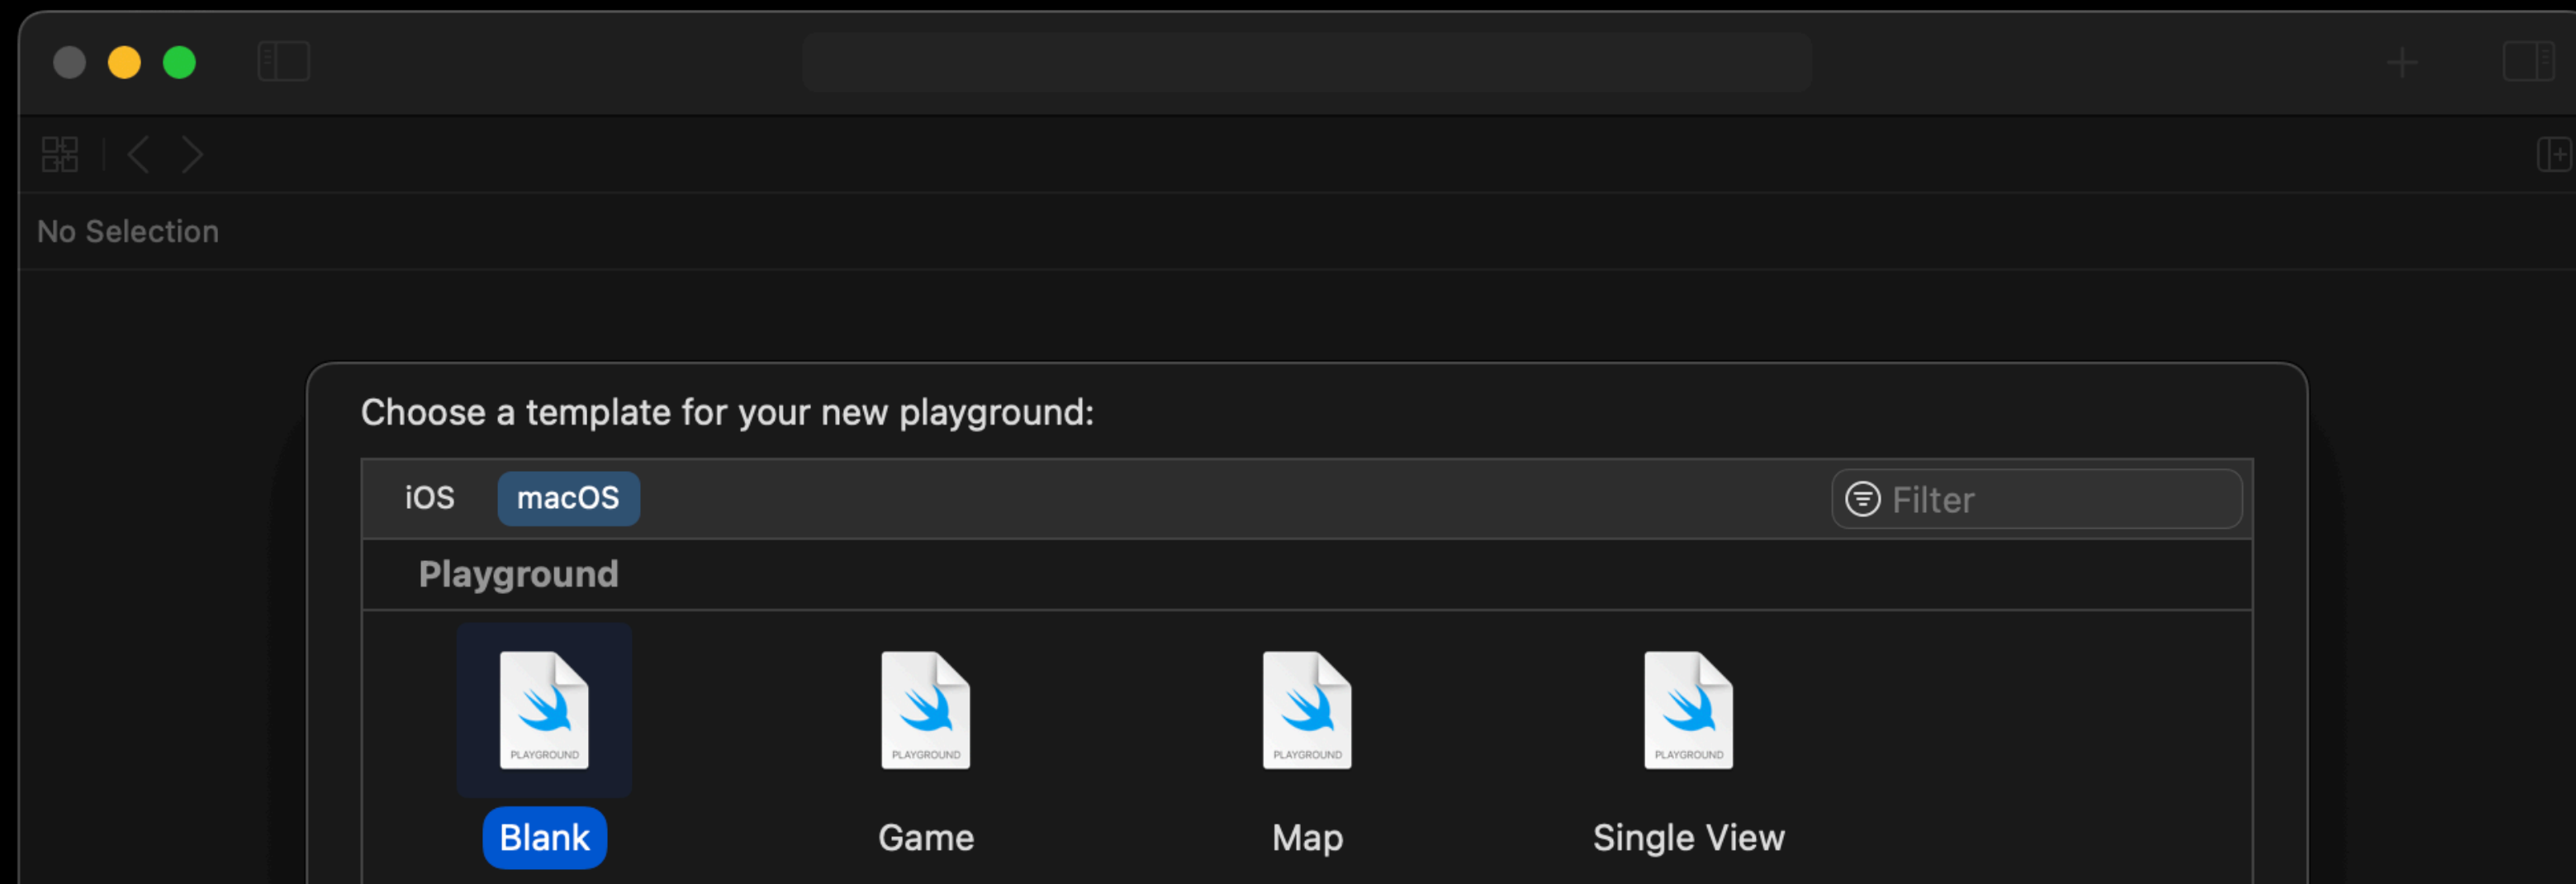 No Selection
Choose a template for your new playground:
iOS macOS Filter
Playground
PLAYGROUND PLAYGROUND PLAYGROUND PLAYGROUND
Blank Game Map Single View